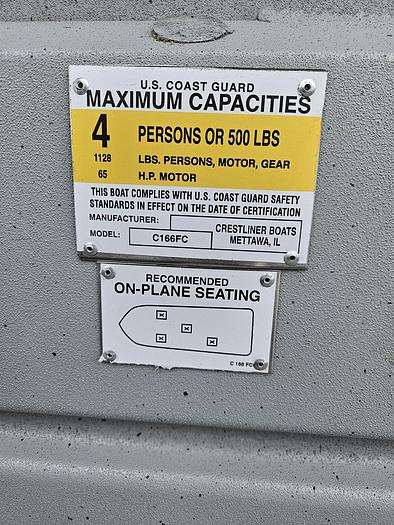 U.S. COAST GUARD
MAXIMUM CAPACITIES
4 PERSONS OR 500 LBS
1128 LBS. PERSONS, MOTOR, GEAR
65 H.P. MOTOR
THIS BOAT COMPLIES WITH U.S. COAST GUARD SAFETY
STANDARDS IN EFFECT ON THE DATE OF CERTIFICATION
MANUFACTURER:
CRESTLINER BOATS
MODEL: C166FC METTAWA, IL
RECOMMENDED
ON-PLANE SEATING
C 166 FC